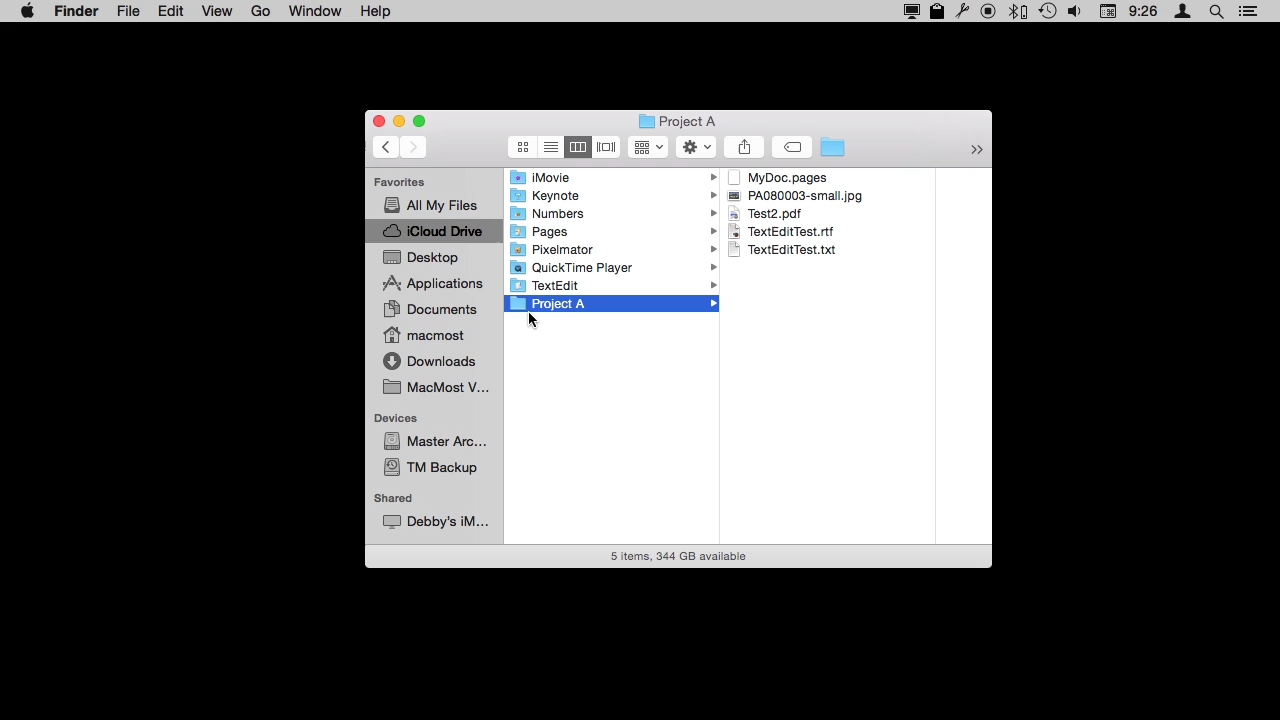 Finder File Edit View Go Window Help 9:26
Project A
Favorites
All My Files
iCloud Drive
Desktop
Applications
Documents
macmost
Downloads
MacMost V...
Devices
Master Arc...
TM Backup
Shared
Debby's iM...
iMovie
Keynote
Numbers
Pages
Pixelmator
QuickTime Player
TextEdit
Project A
MyDoc.pages
PA080003-small.jpg
Test2.pdf
TextEditTest.rtf
TextEditTest.txt
5 items, 344 GB available